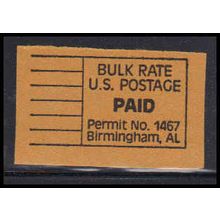 BULK RATE
U.S. POSTAGE
PAID
Permit No. 1467
Birmingham, AL